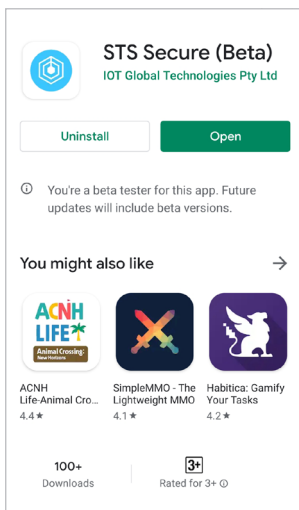 STS Secure (Beta)
IOT Global Technologies Pty Ltd
Uninstall
Open
You're a beta tester for this app. Future
updates will include beta versions.
You might also like
ACNH
LIFE
Animal Crossing:
New Horizons
ACNH
Life-Animal Cro...
4.4★
SimpleMMO - The
Lightweight MMO
4.1★
Habitica: Gamify
Your Tasks
4.2★
100+
Downloads
3+
Rated for 3+